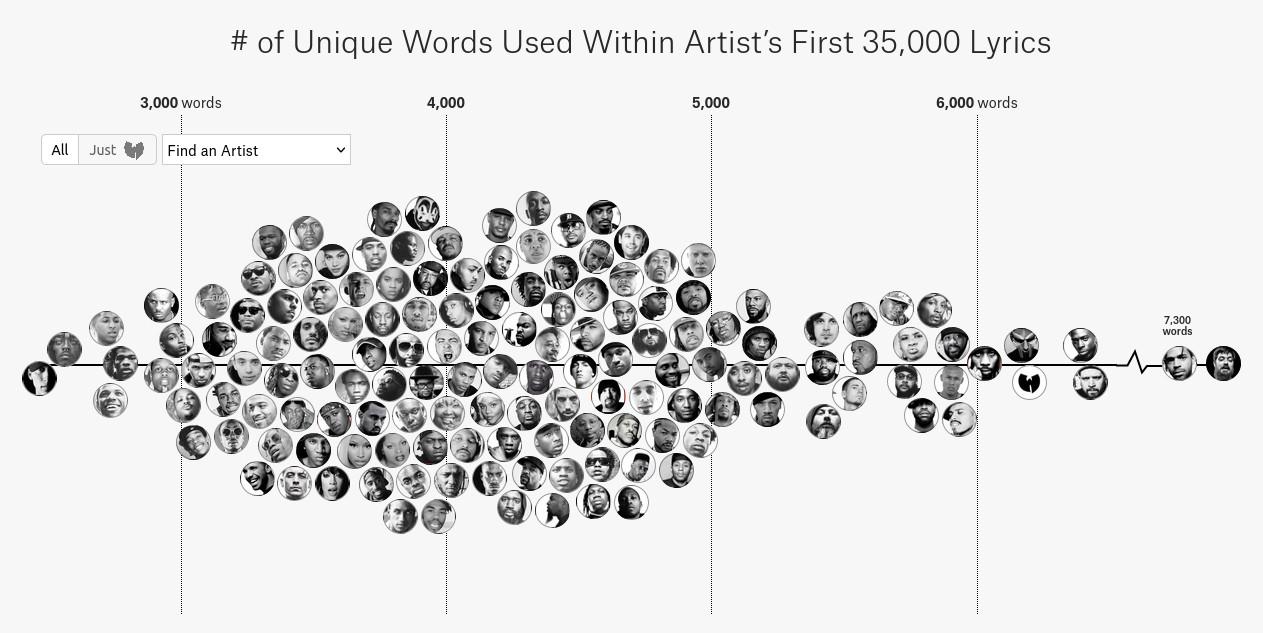 # of Unique Words Used Within Artist's First 35,000 Lyrics
3,000 words
4,000
5,000
6,000 words
All
Just
Find an Artist
7,300
words